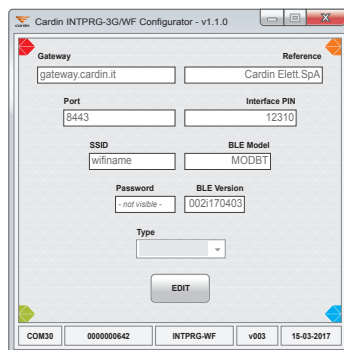 Cardin INTPRG-3G/WF Configurator - v1.1.0
cardin
Gateway Reference
gateway.cardin.it Cardin Elett.SpA
Port Interface PIN
8443 12310
SSID BLE Model
wifiname MODBT
Password BLE Version
- not visible - 002i170403
Type
EDIT
COM30 0000000642 INTPRG-WF v003 15-03-2017